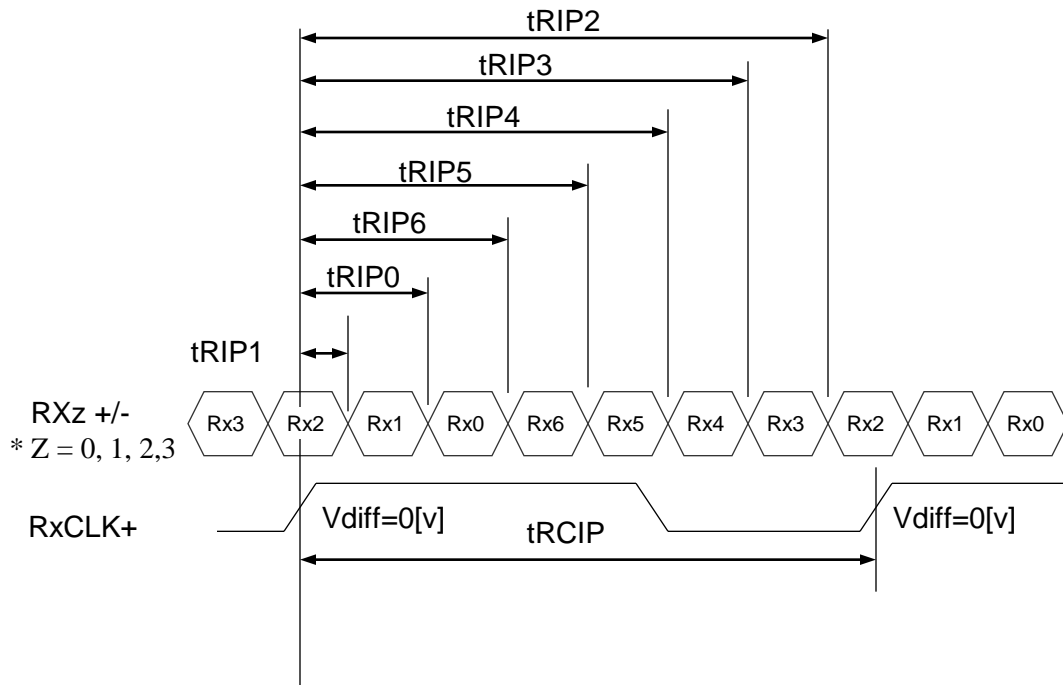 tRIP2
tRIP3
tRIP4
tRIP5
tRIP6
tRIP0
tRIP1
RXz +/-
* Z = 0, 1, 2,3
Rx3 Rx2 Rx1 Rx0 Rx6 Rx5 Rx4 Rx3 Rx2 Rx1 Rx0
RxCLK+
Vdiff=0[v] Vdiff=0[v]
tRCIP